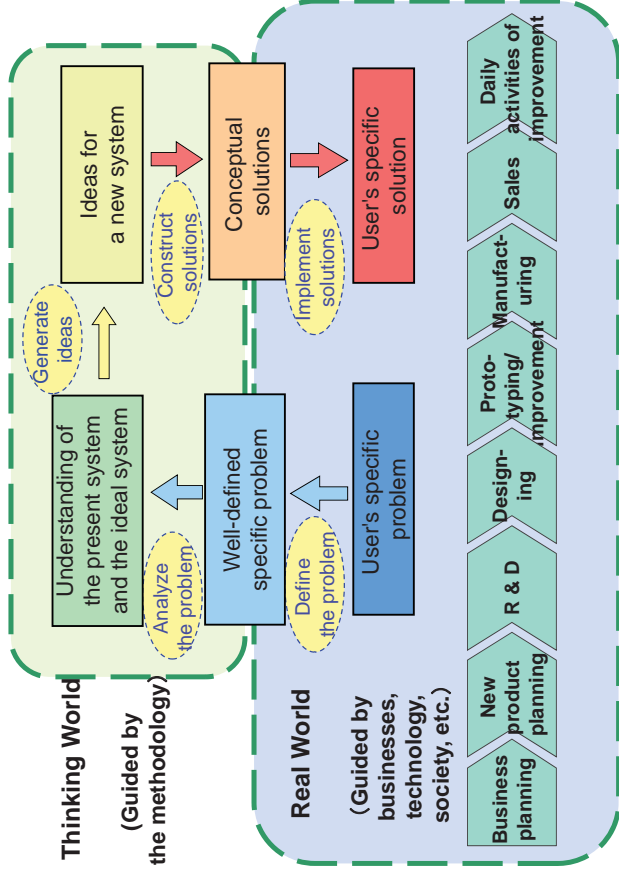 Thinking World
(Guided by
the methodology)
Generate
ideas
Understanding of
the present system
and the ideal system
Ideas for
a new system
Analyze
the problem
Construct
solutions
Well-defined
specific problem
Conceptual
solutions
Real World
(Guided by
businesses,
technology,
society, etc.)
Define
the problem
Implement
solutions
User's specific
problem
User's specific
solution
Business
planning
New
product
planning
R & D
Design-
ing
Proto-
typing/
improvement
Manufact-
uring
Sales
Daily
activities of
improvement